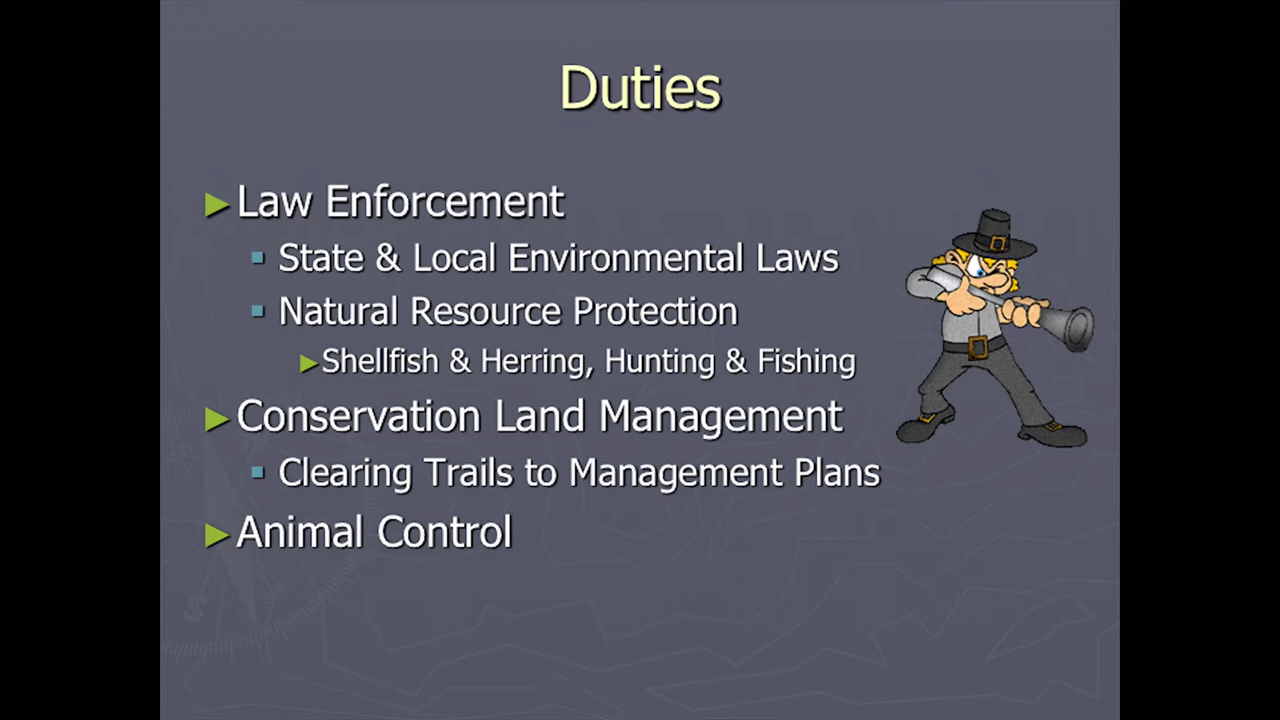 Duties
Law Enforcement
State & Local Environmental Laws
Natural Resource Protection
Shellfish & Herring, Hunting & Fishing
Conservation Land Management
Clearing Trails to Management Plans
Animal Control